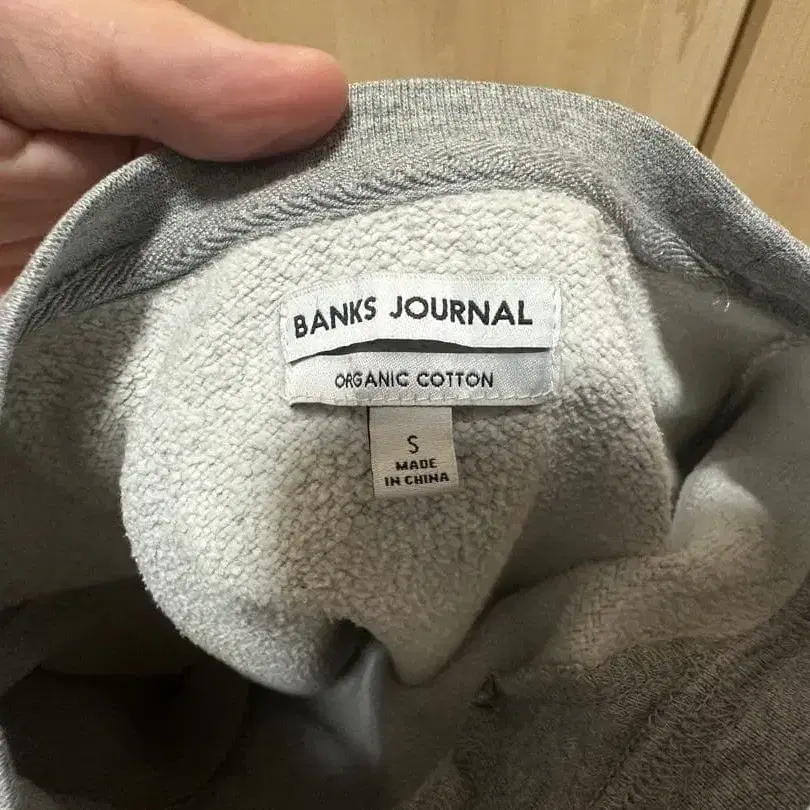 BANKS JOURNAL
ORGANIC COTTON
S
MADE
IN CHINA